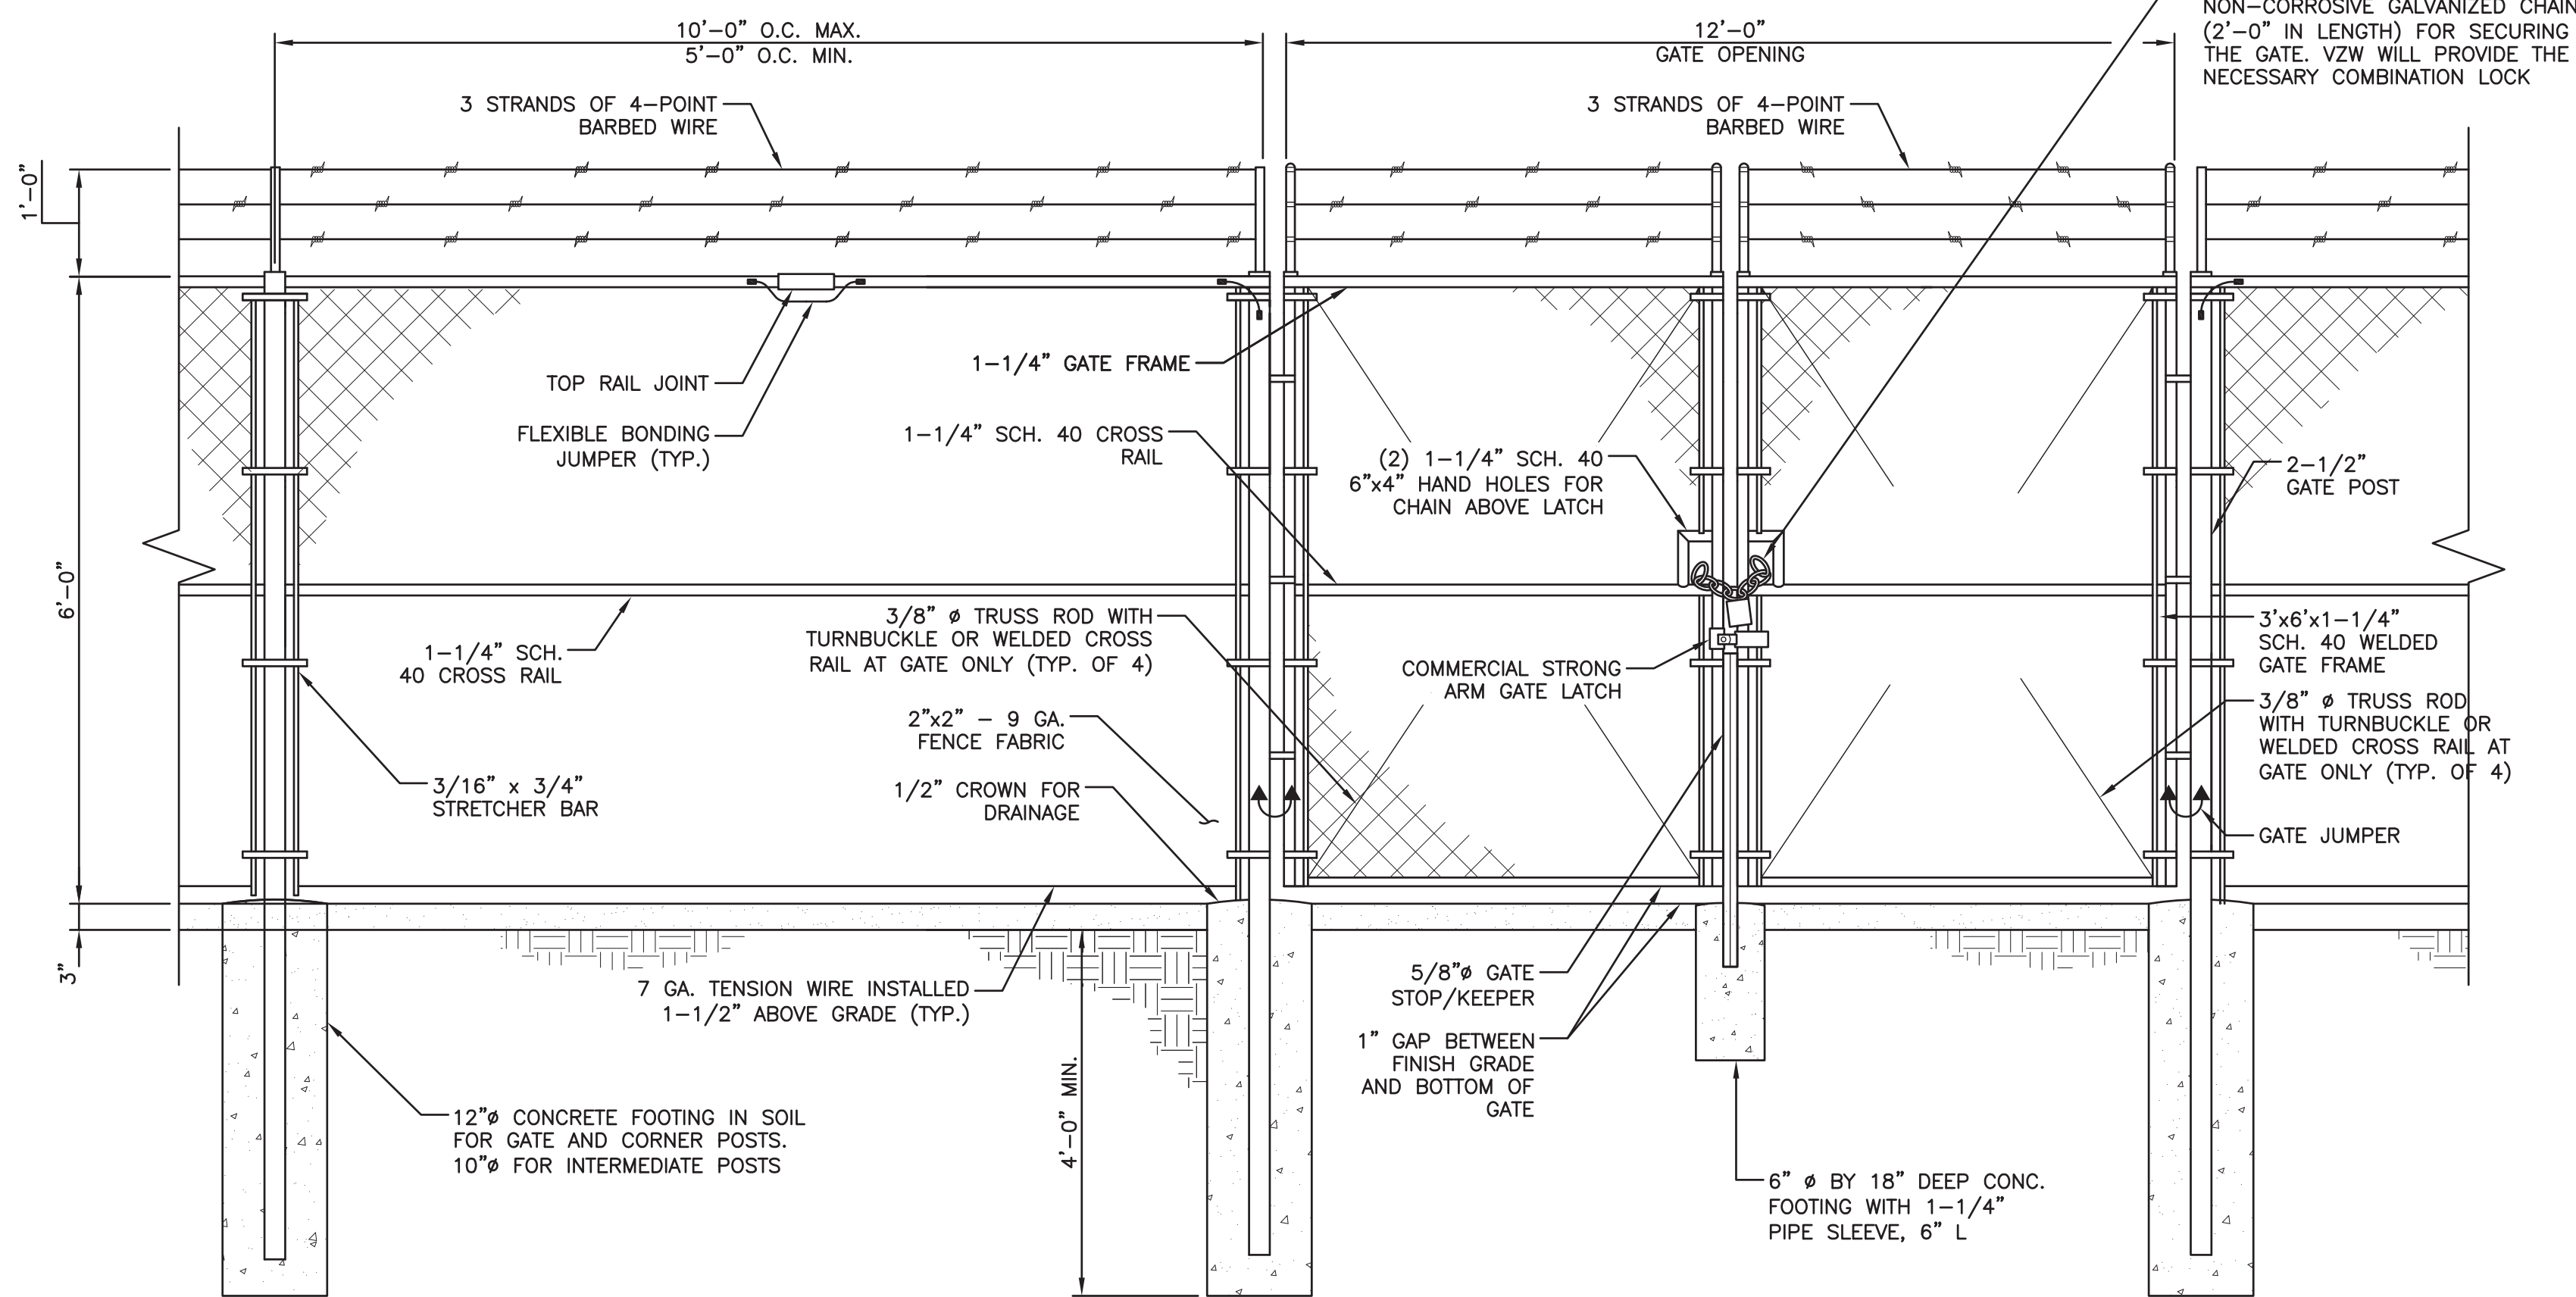 NON-CORROSIVE GALVANIZED CHAIN
(2'-0" IN LENGTH) FOR SECURING
THE GATE. VZW WILL PROVIDE THE
NECESSARY COMBINATION LOCK
10'-0" O.C. MAX.
5'-0" O.C. MIN.
12'-0"
GATE OPENING
3 STRANDS OF 4-POINT
BARBED WIRE
3 STRANDS OF 4-POINT
BARBED WIRE
1'-0"
6'-0"
3"
TOP RAIL JOINT
FLEXIBLE BONDING
JUMPER (TYP.)
1-1/4" GATE FRAME
1-1/4" SCH. 40 CROSS
RAIL
(2) 1-1/4" SCH. 40
6"x4" HAND HOLES FOR
CHAIN ABOVE LATCH
2-1/2"
GATE POST
1-1/4" SCH.
40 CROSS RAIL
3/8" ø TRUSS ROD WITH
TURNBUCKLE OR WELDED CROSS
RAIL AT GATE ONLY (TYP. OF 4)
COMMERCIAL STRONG
ARM GATE LATCH
3'x6'x1-1/4"
SCH. 40 WELDED
GATE FRAME
3/8" ø TRUSS ROD
WITH TURNBUCKLE OR
WELDED CROSS RAIL AT
GATE ONLY (TYP. OF 4)
2"x2" - 9 GA.
FENCE FABRIC
3/16" x 3/4"
STRETCHER BAR
1/2" CROWN FOR
DRAINAGE
GATE JUMPER
7 GA. TENSION WIRE INSTALLED
1-1/2" ABOVE GRADE (TYP.)
5/8"ø GATE
STOP/KEEPER
1" GAP BETWEEN
FINISH GRADE
AND BOTTOM OF
GATE
4'-0" MIN.
12"ø CONCRETE FOOTING IN SOIL
FOR GATE AND CORNER POSTS.
10"ø FOR INTERMEDIATE POSTS
6" ø BY 18" DEEP CONC.
FOOTING WITH 1-1/4"
PIPE SLEEVE, 6" L